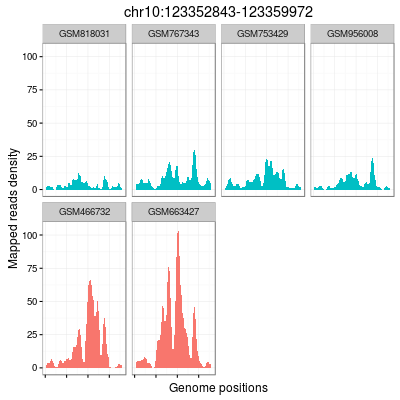 chr10:123352843-123359972
GSM818031 GSM767343 GSM753429 GSM956008
100
75
50
25
0
Mapped reads density
GSM466732 GSM663427
100
75
50
25
0
Genome positions